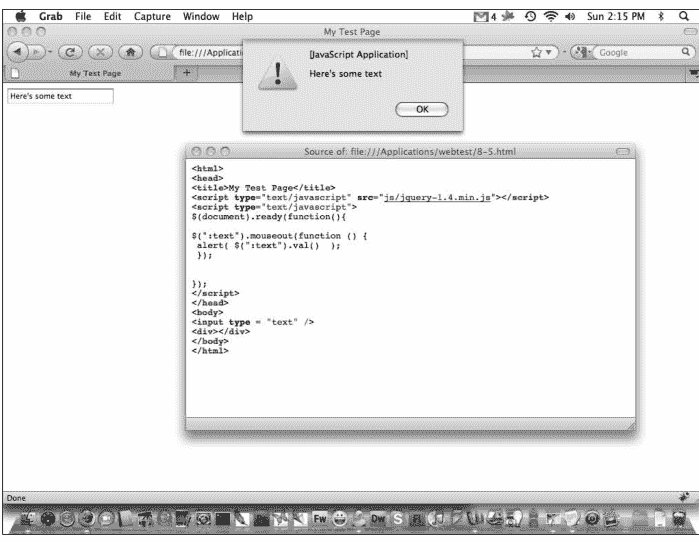 Grab File Edit Capture Window Help 4 Sun 2:15 PM
My Test Page
file:///Applicati
Google
My Test Page +
[JavaScript Application]
Here's some text
OK
Here's some text
Source of: file:///Applications/webtest/8-5.html
<html>
<head>
<title>My Test Page</title>
<script type="text/javascript" src="js/jquery-1.4.min.js"></script>
<script type="text/javascript">
$(document).ready(function(){
$(":text").mouseout(function () {
alert( $(":text").val() );
});
});
</script>
</head>
<body>
<input type = "text" />
<div></div>
</body>
</html>
Done
Fw
Dw
S